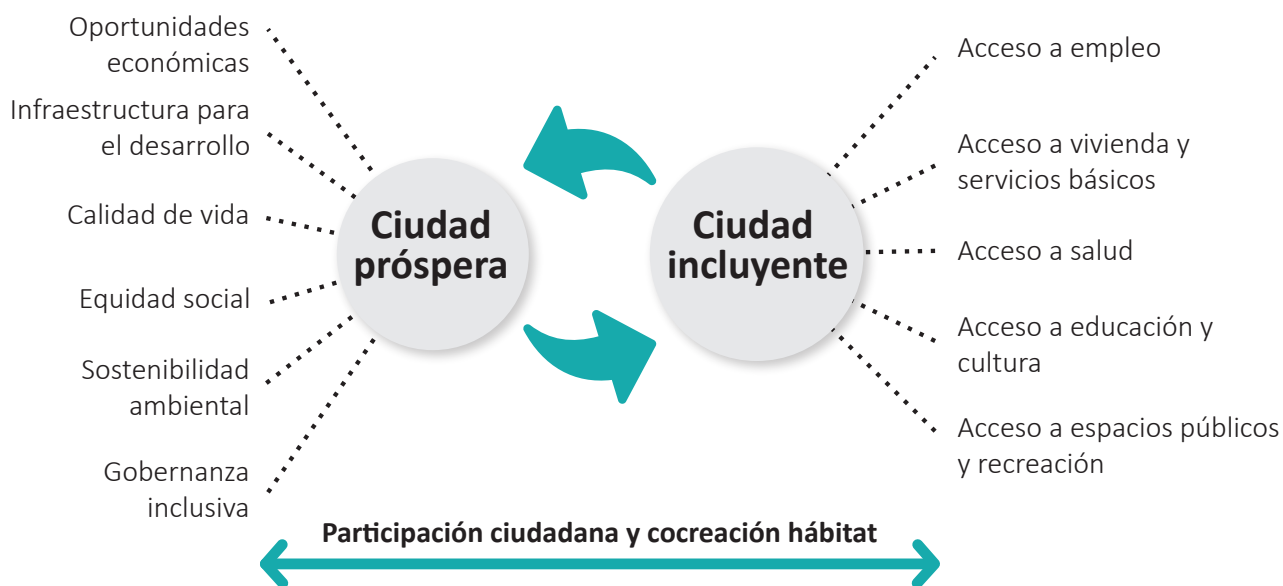 Oportunidades
económicas
Infraestructura para
el desarrollo
Calidad de vida
Equidad social
Sostenibilidad
ambiental
Gobernanza
inclusiva
Ciudad
próspera
Ciudad
incluyente
Acceso a empleo
Acceso a vivienda y
servicios básicos
Acceso a salud
Acceso a educación y
cultura
Acceso a espacios públicos
y recreación
Participación ciudadana y cocreación hábitat